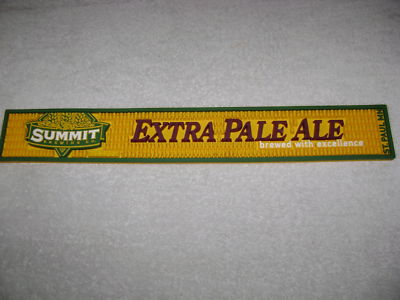 SUMMIT
BREWING CO.
EXTRA PALE ALE
brewed with excellence
ST. PAUL, MN